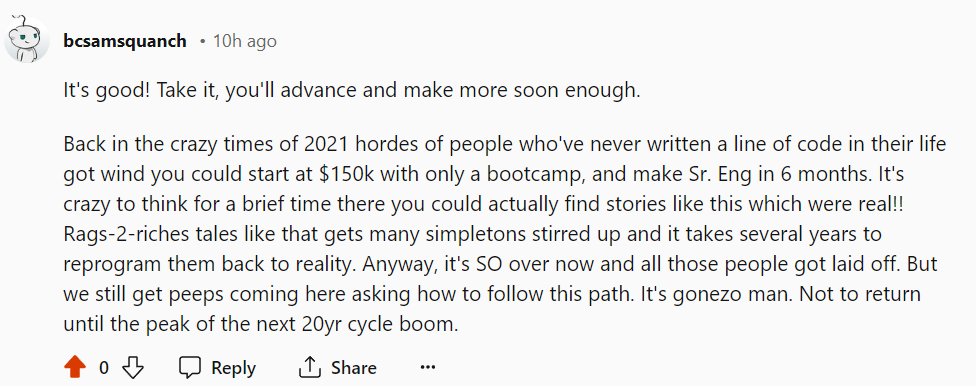 bcsamsquanch • 10h ago
It's good! Take it, you'll advance and make more soon enough.
Back in the crazy times of 2021 hordes of people who've never written a line of code in their life
got wind you could start at $150k with only a bootcamp, and make Sr. Eng in 6 months. It's
crazy to think for a brief time there you could actually find stories like this which were real!!
Rags-2-riches tales like that gets many simpletons stirred up and it takes several years to
reprogram them back to reality. Anyway, it's SO over now and all those people got laid off. But
we still get peeps coming here asking how to follow this path. It's gonezo man. Not to return
until the peak of the next 20yr cycle boom.
0 Reply Share ...